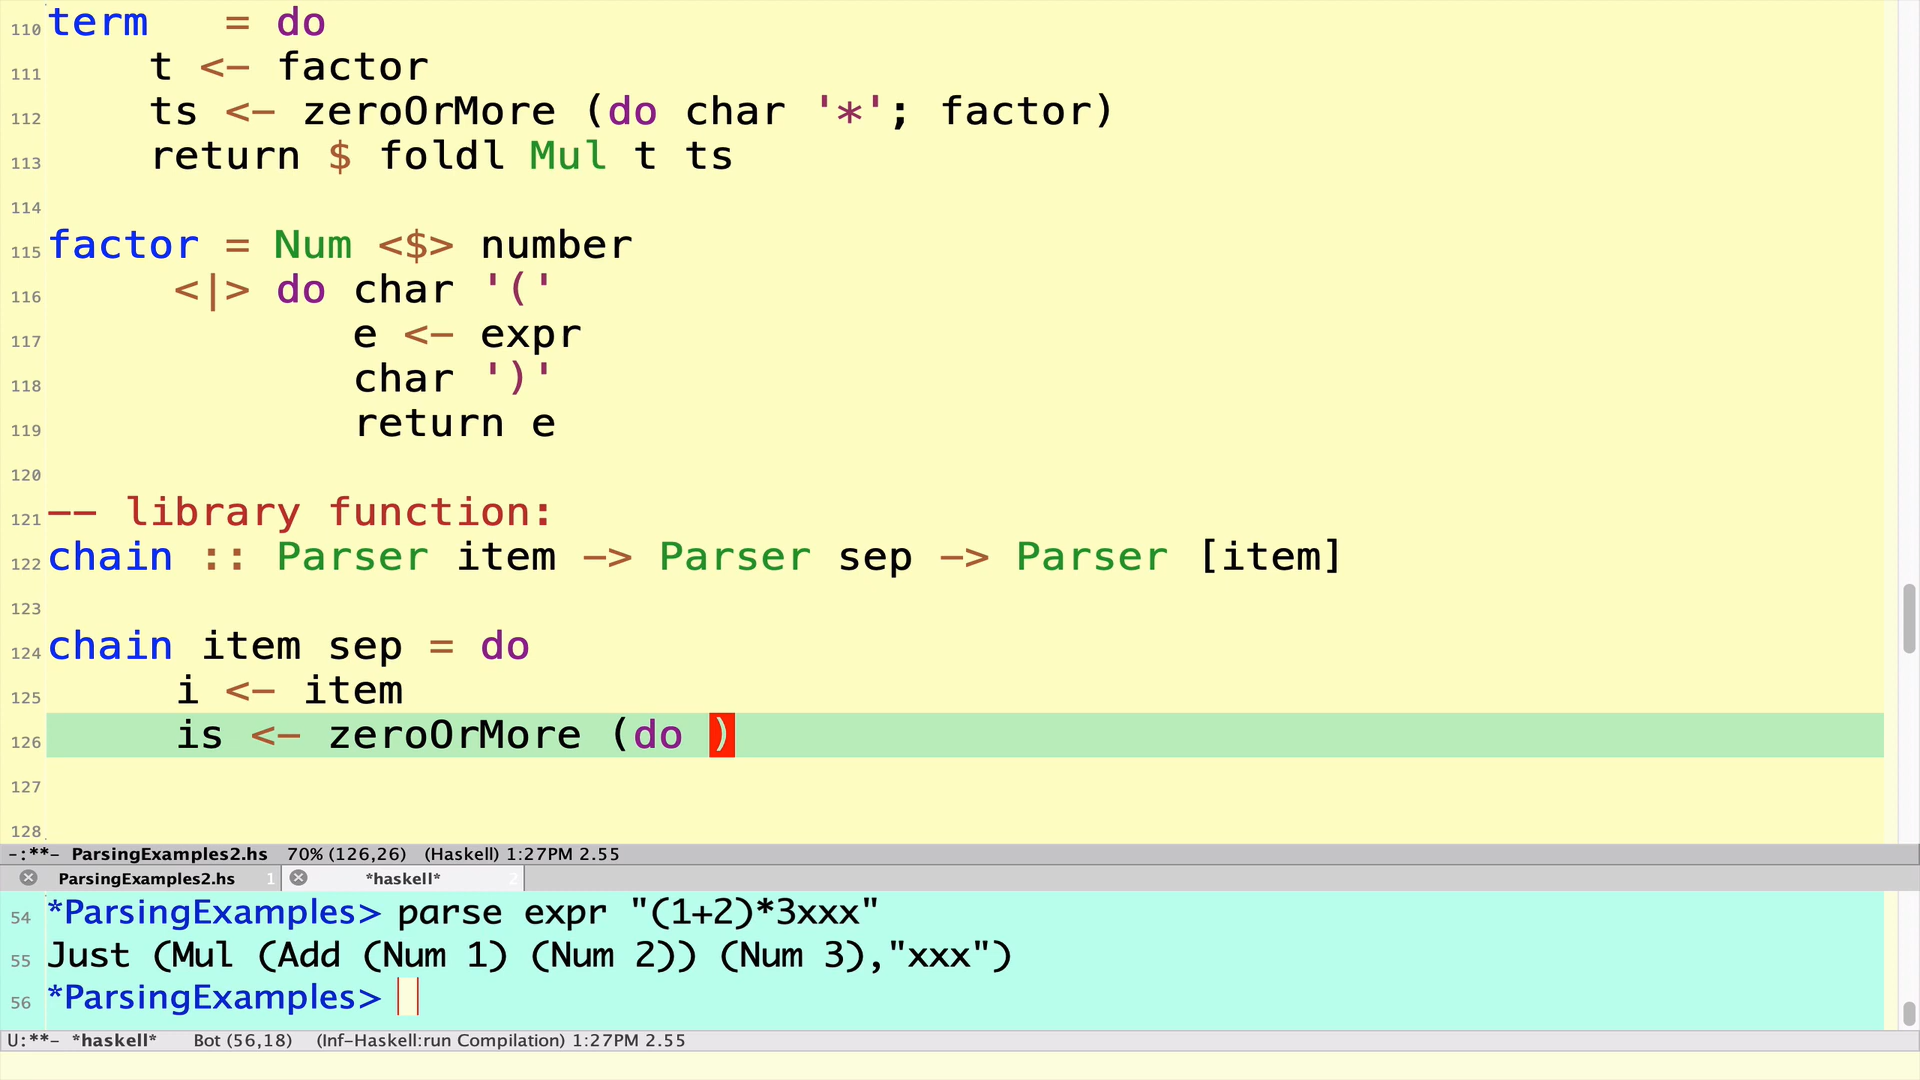 110 term   = do
111     t <- factor
112     ts <- zeroOrMore (do char '*'; factor)
113     return $ foldl Mul t ts
114
115 factor = Num <$> number
116      <|> do char '('
117             e <- expr
118             char ')'
119             return e
120
121 -- library function:
122 chain :: Parser item -> Parser sep -> Parser [item]
123
124 chain item sep = do
125      i <- item
126      is <- zeroOrMore (do )
127
128
-:**- ParsingExamples2.hs 70% (126,26) (Haskell) 1:27PM 2.55
ParsingExamples2.hs 1 *haskell* 2
54 *ParsingExamples> parse expr "(1+2)*3xxx"
55 Just (Mul (Add (Num 1) (Num 2)) (Num 3),"xxx")
56 *ParsingExamples>
U:**- *haskell* Bot (56,18) (Inf-Haskell:run Compilation) 1:27PM 2.55